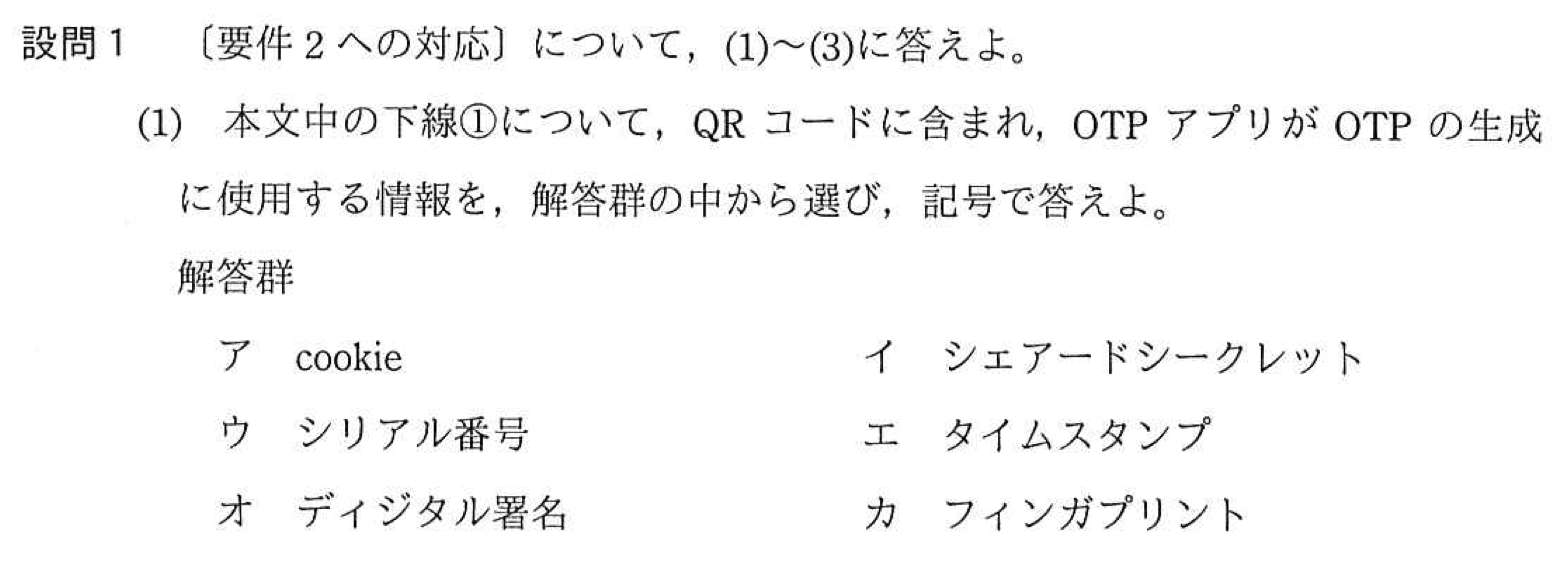 設問1 〔要件2への対応〕について，(1)～(3)に答えよ。
(1) 本文中の下線①について，QR コードに含まれ，OTP アプリが OTP の生成
に使用する情報を，解答群の中から選び，記号で答えよ。
解答群
ア cookie イ シェアードシークレット
ウ シリアル番号 エ タイムスタンプ
オ ディジタル署名 カ フィンガプリント